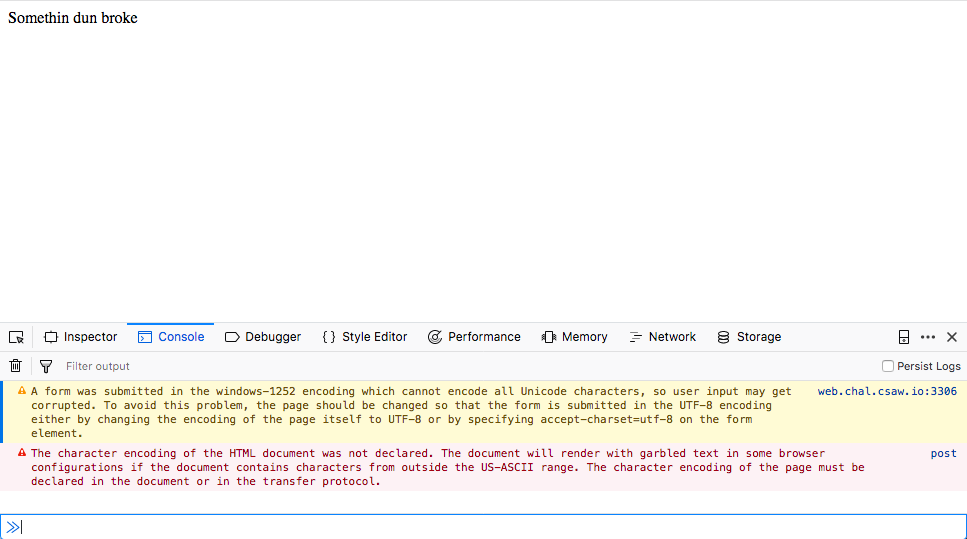 Somethin dun broke
Inspector Console Debugger {} Style Editor Performance Memory Network Storage
Filter output Persist Logs
A form was submitted in the windows-1252 encoding which cannot encode all Unicode characters, so user input may get web.chal.csaw.io:3306
corrupted. To avoid this problem, the page should be changed so that the form is submitted in the UTF-8 encoding
either by changing the encoding of the page itself to UTF-8 or by specifying accept-charset=utf-8 on the form
element.
The character encoding of the HTML document was not declared. The document will render with garbled text in some browser post
configurations if the document contains characters from outside the US-ASCII range. The character encoding of the page must be
declared in the document or in the transfer protocol.